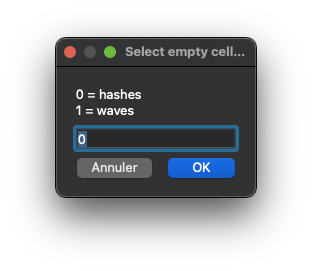 Select empty cell...
0 = hashes
1 = waves
0
Annuler
OK